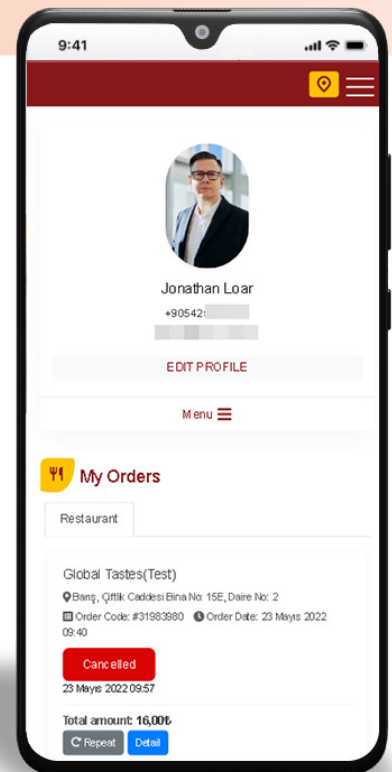 9:41
Jonathan Loar
+90542
EDIT PROFILE
Menu
My Orders
Restaurant
Global Tastes(Test)
Barış, Çiftlik Caddesi Bina No: 15E, Daire No: 2
Order Code: #31983980 Order Date: 23 Mayıs 2022
09:40
Cancelled
23 Mayıs 2022 09:57
Total amount: 16,00₺
Repeat Detail